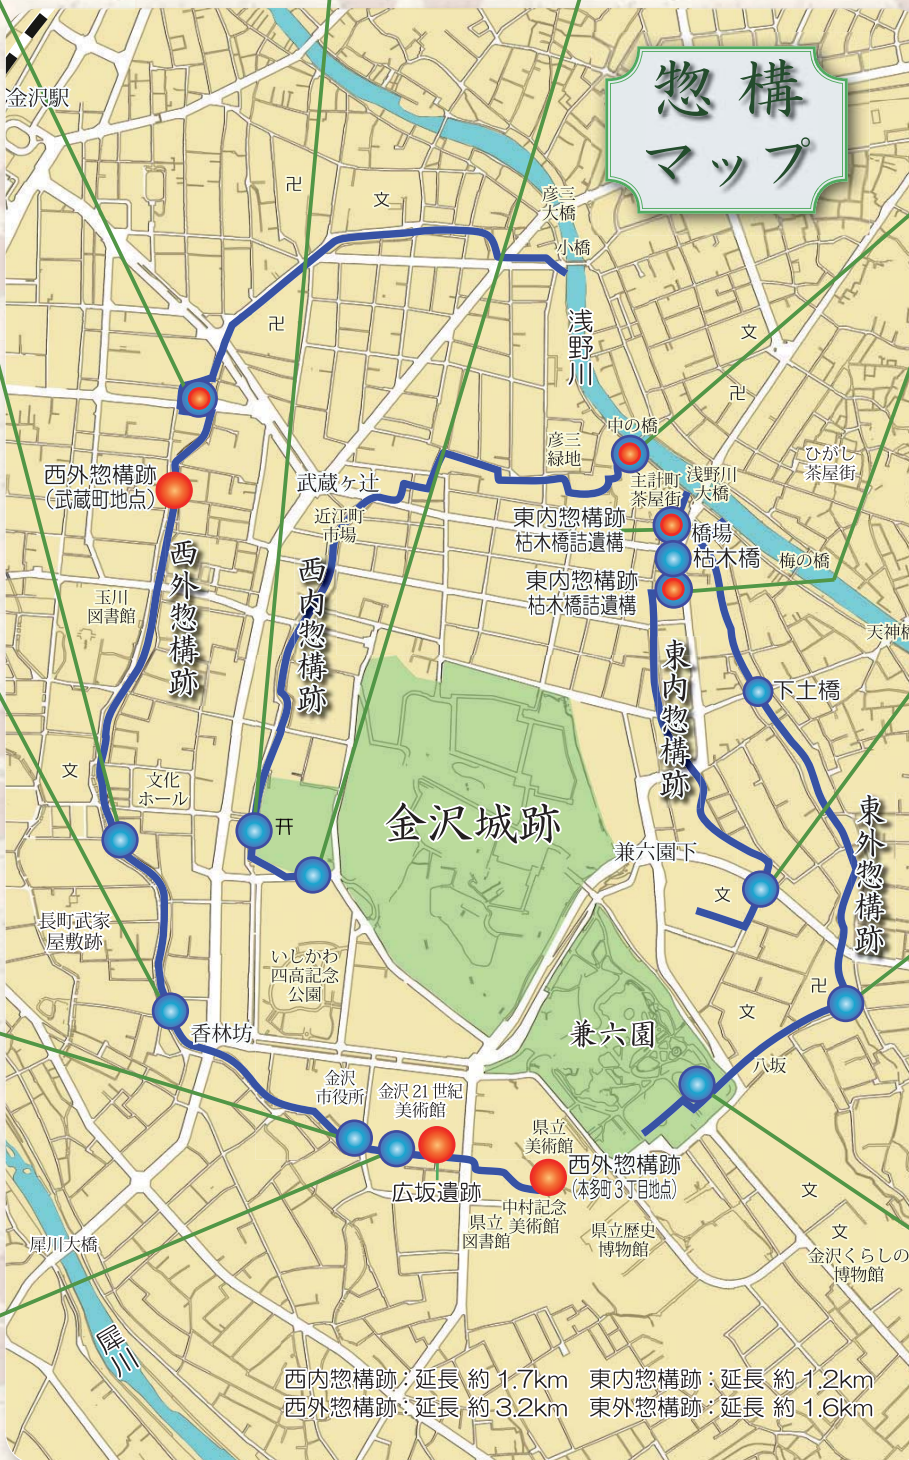 惣構
マップ
金沢駅
彦三
大橋
小橋
浅野川
文
文
中の橋
彦三
緑地
ひがし
茶屋街
主計町
茶屋街
浅野川
大橋
西外惣構跡
(武蔵町地点)
武蔵ヶ辻
近江町
市場
東内惣構跡
枯木橋詰遺構
橋場
枯木橋
梅の橋
東内惣構跡
枯木橋詰遺構
西外惣構跡
西内惣構跡
玉川
図書館
天神橋
東内惣構跡
下土橋
文
文化
ホール
金沢城跡
東外惣構跡
兼六園下
文
長町武家
屋敷跡
いしかわ
四高記念
公園
香林坊
兼六園
文
八坂
金沢
市役所
金沢21世紀
美術館
県立
美術館
西外惣構跡
(本多町3丁目地点)
広坂遺跡
中村記念
美術館
県立
図書館
県立歴史
博物館
文
文
金沢くらしの
博物館
犀川大橋
犀川
西内惣構跡:延長 約1.7km 東内惣構跡:延長 約1.2km
西外惣構跡:延長 約3.2km 東外惣構跡:延長 約1.6km